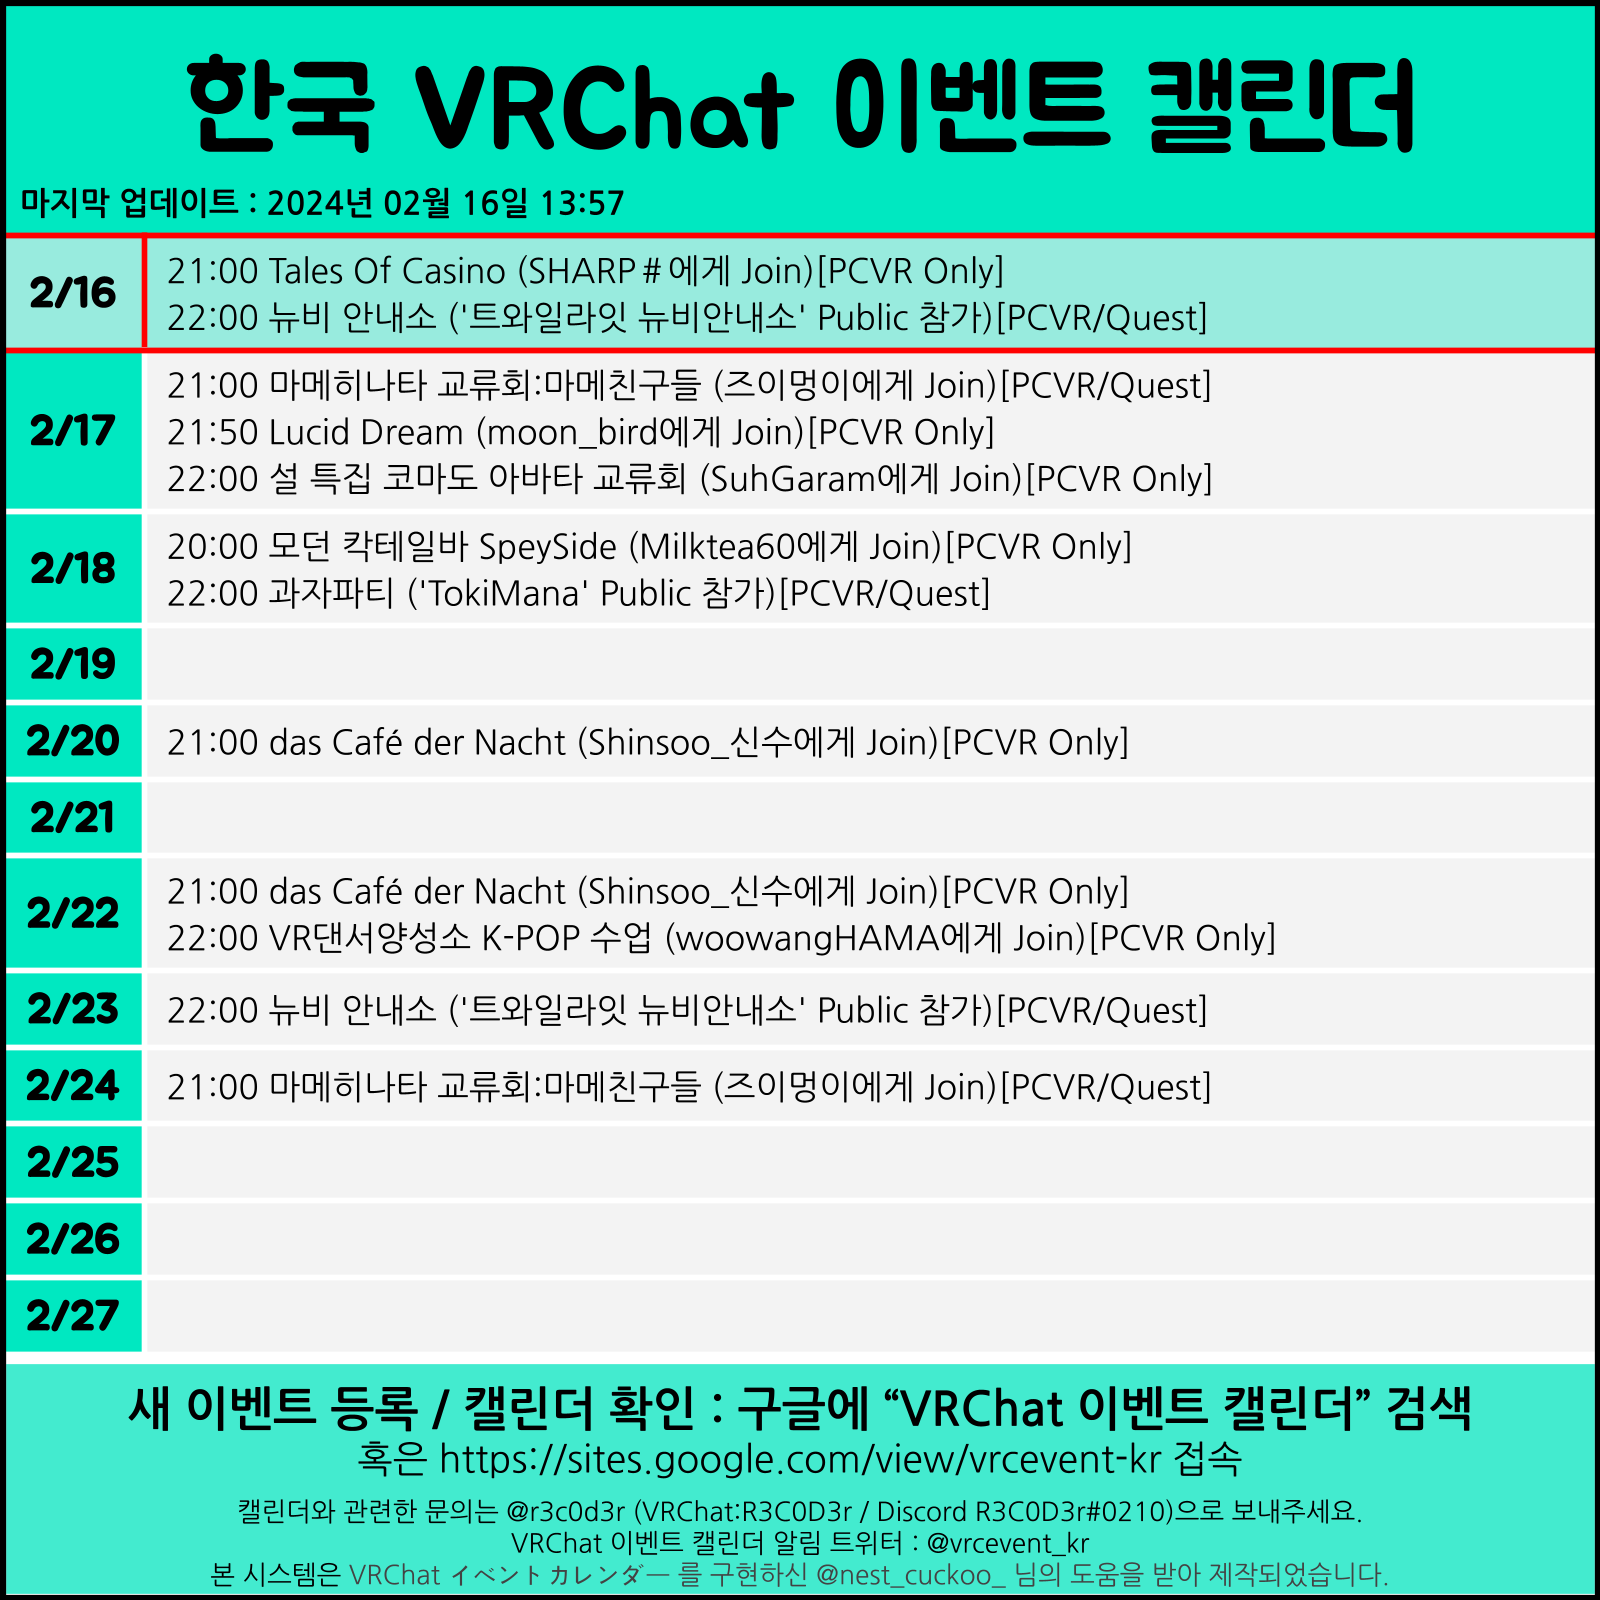 한국 VRChat 이벤트 캘린더
마지막 업데이트 : 2024년 02월 16일 13:57
2/16
21:00 Tales Of Casino (SHARP#에게 Join)[PCVR Only]
22:00 뉴비 안내소 ('트와일라잇 뉴비안내소' Public 참가)[PCVR/Quest]
2/17
21:00 마메히나타 교류회:마메친구들 (즈이멍이에게 Join)[PCVR/Quest]
21:50 Lucid Dream (moon_bird에게 Join)[PCVR Only]
22:00 설 특집 코마도 아바타 교류회 (SuhGaram에게 Join)[PCVR Only]
2/18
20:00 모던 칵테일바 SpeySide (Milktea60에게 Join)[PCVR Only]
22:00 과자파티 ('TokiMana' Public 참가)[PCVR/Quest]
2/19
2/20
21:00 das Café der Nacht (Shinsoo_신수에게 Join)[PCVR Only]
2/21
2/22
21:00 das Café der Nacht (Shinsoo_신수에게 Join)[PCVR Only]
22:00 VR댄서양성소 K-POP 수업 (woowangHAMA에게 Join)[PCVR Only]
2/23
22:00 뉴비 안내소 ('트와일라잇 뉴비안내소' Public 참가)[PCVR/Quest]
2/24
21:00 마메히나타 교류회:마메친구들 (즈이멍이에게 Join)[PCVR/Quest]
2/25
2/26
2/27
새 이벤트 등록 / 캘린더 확인 : 구글에 “VRChat 이벤트 캘린더” 검색
혹은 https://sites.google.com/view/vrcevent-kr 접속
캘린더와 관련한 문의는 @r3c0d3r (VRChat:R3C0D3r / Discord R3C0D3r#0210)으로 보내주세요.
VRChat 이벤트 캘린더 알림 트위터 : @vrcevent_kr
본 시스템은 VRChat イベントカレンダー 를 구현하신 @nest_cuckoo_ 님의 도움을 받아 제작되었습니다.